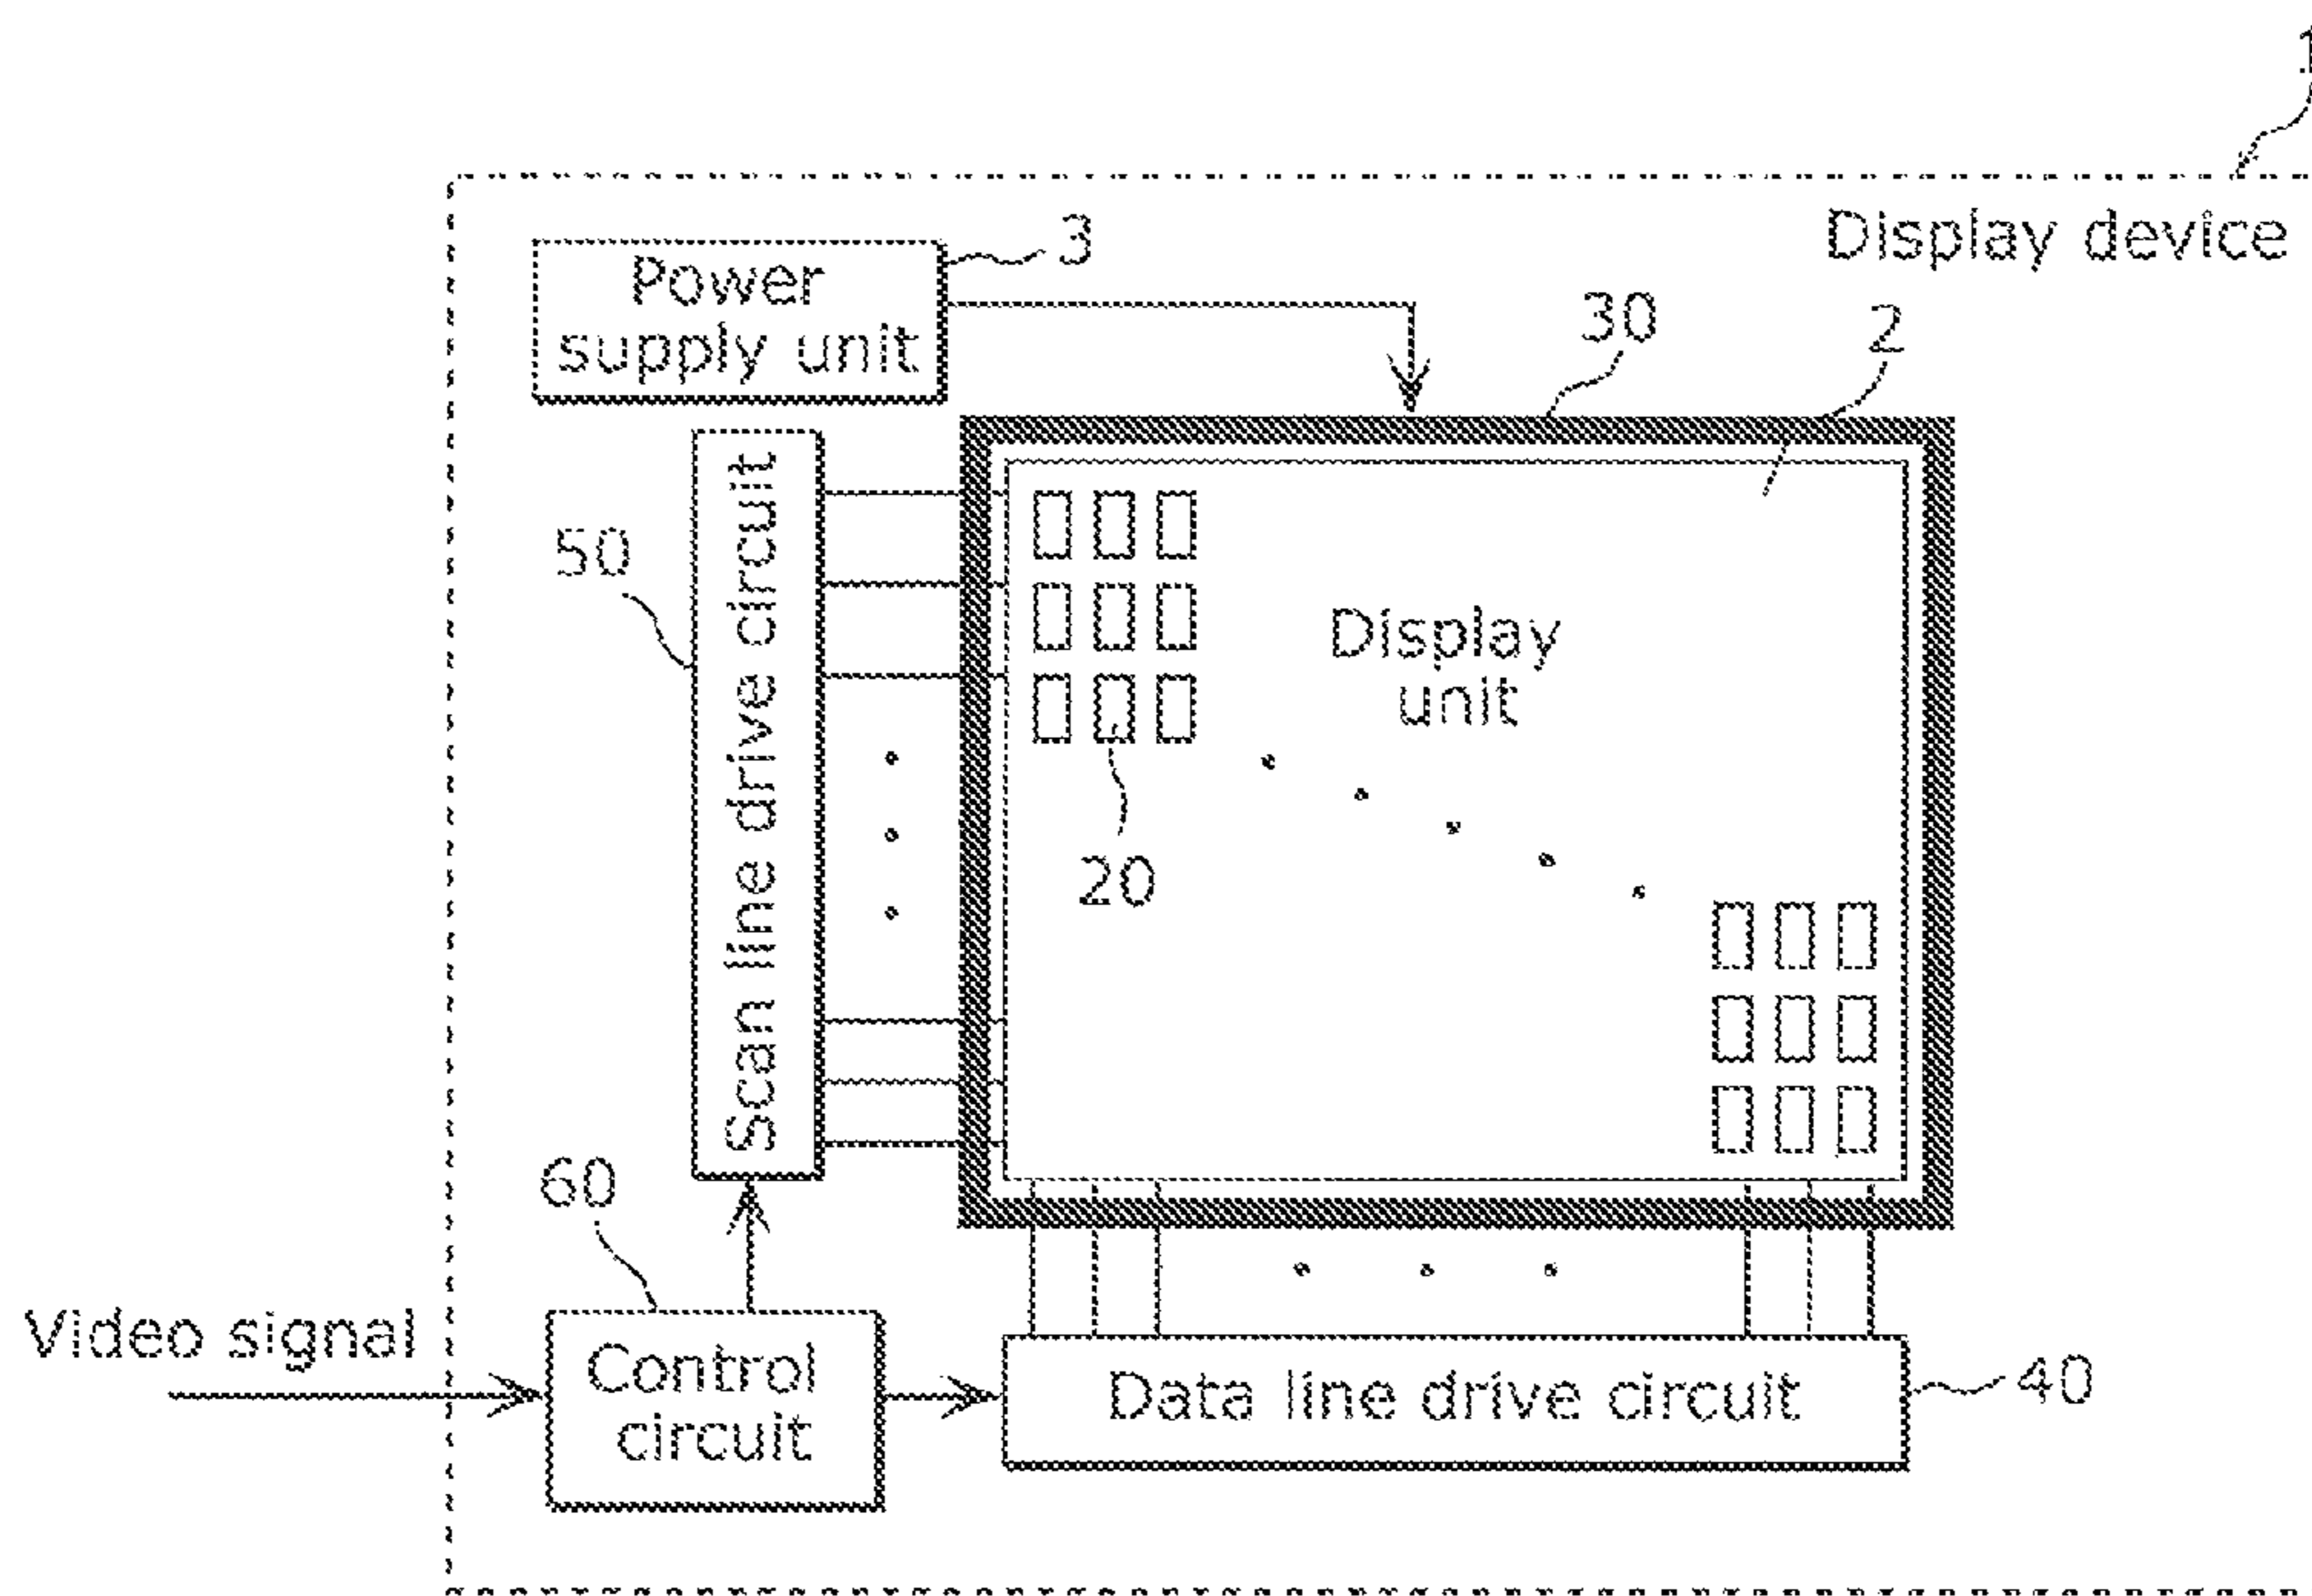 1
Display device
3
Power
supply unit
30
2
50
Scan line drive circuit
Display
unit
20
60
Video signal
Control
circuit
Data line drive circuit
40